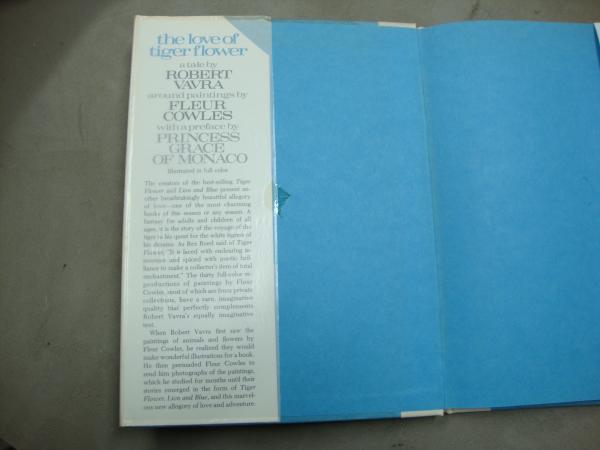 the love of
tiger flower
a tale by
ROBERT
VAVRA
around paintings by
FLEUR
COWLES
with a preface by
PRINCESS
GRACE
OF MONACO
Illustrated in full color
The creators of the best-selling Tiger
Flower and Lion and Blue present an-
other breathtakingly beautiful allegory
of love—one of the most charming
books of this season or any season. A
fantasy for adults and children of all
ages, it is the story of the voyage of the
tiger in his quest for the white tigress of
his dreams. As Rex Reed said of Tiger
Flower, "It is laced with endearing in-
nocence and spiced with poetic bril-
liance to make a collector's item of total
enchantment." The thirty full-color re-
productions of paintings by Fleur
Cowles, most of which are from private
collections, have a rare, imaginative
quality that perfectly complements
Robert Vavra's equally imaginative
text.
When Robert Vavra first saw the
paintings of animals and flowers by
Fleur Cowles, he realized they would
make wonderful illustrations for a book.
He then persuaded Fleur Cowles to
send him photographs of the paintings,
which he studied for months until their
stories emerged in the form of Tiger
Flower, Lion and Blue, and this marvel-
ous new allegory of love and adventure.